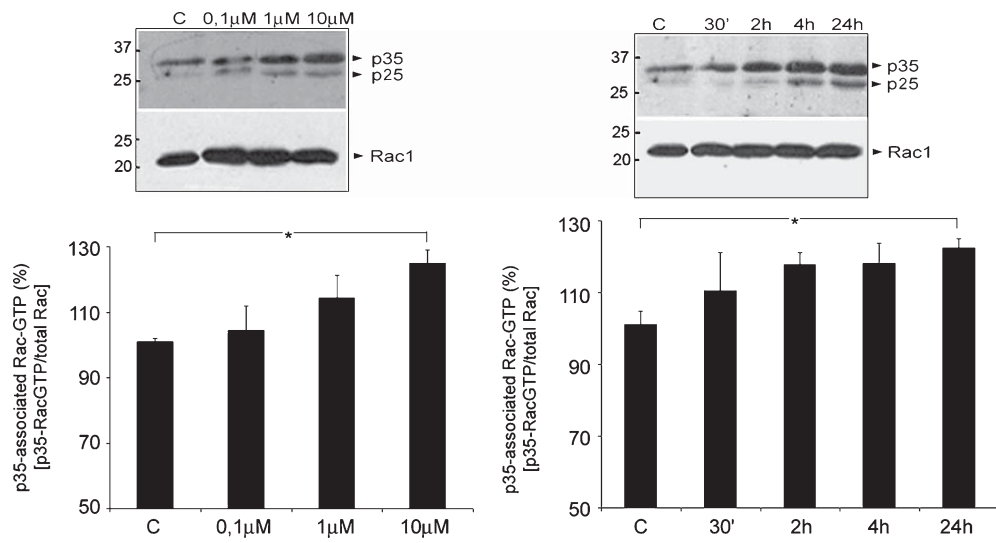 C 0,1µM 1µM 10µM
37
25
p35
p25
25
20
Rac1
C 30' 2h 4h 24h
37
25
p35
p25
25
20
Rac1
p35-associated Rac-GTP (%)
[p35-RacGTP/total Rac]
130
110
90
70
50
*
C 0,1µM 1µM 10µM
p35-associated Rac-GTP (%)
[p35-RacGTP/total Rac]
130
110
90
70
50
*
C 30' 2h 4h 24h